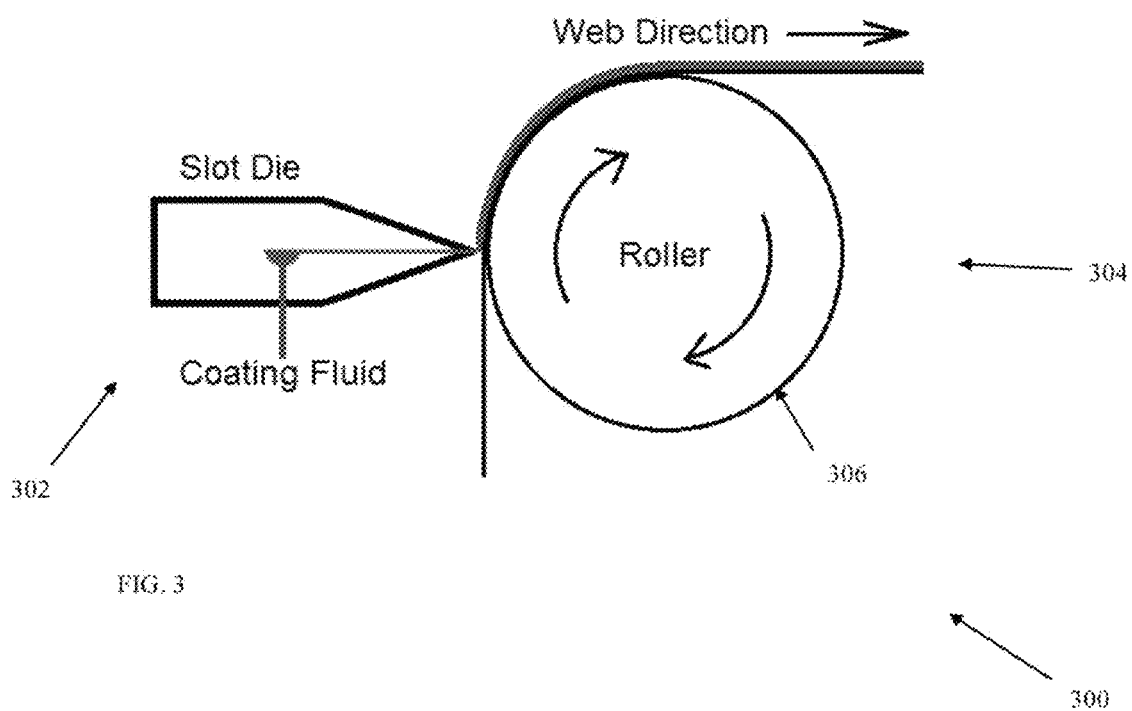 Web Direction
Slot Die
Roller
304
Coating Fluid
306
302
FIG. 3
300